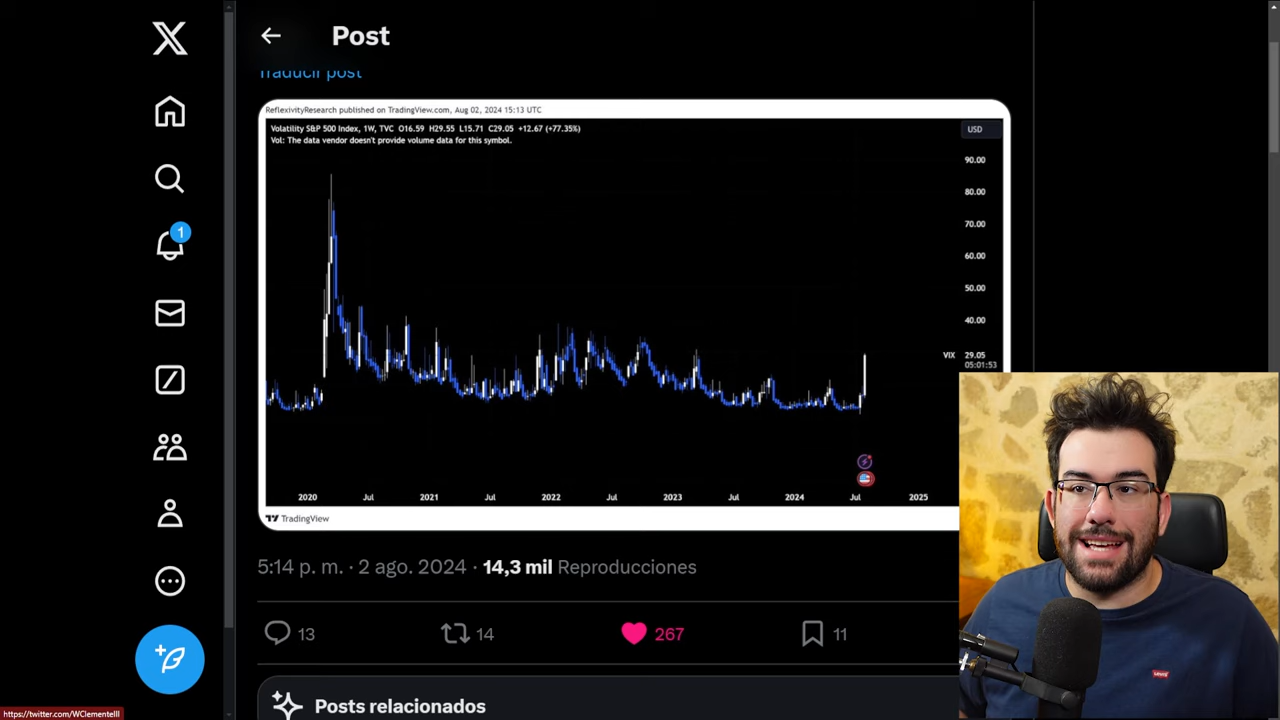 Post
Traducir post
ReflexivityResearch published on TradingView.com, Aug 02, 2024 15:13 UTC
Volatility S&P 500 Index, 1W, TVC O16.59 H29.55 L15.71 C29.05 +12.67 (+77.35%)
Vol: The data vendor doesn't provide volume data for this symbol.
USD
90.00
80.00
70.00
60.00
50.00
40.00
VIX 29.05
05:01:53
2020 Jul 2021 Jul 2022 Jul 2023 Jul 2024 Jul 2025
TradingView
5:14 p. m. · 2 ago. 2024 · 14,3 mil Reproducciones
13 14 267 11
Posts relacionados
1
https://twitter.com/WClementeIII
Levi's